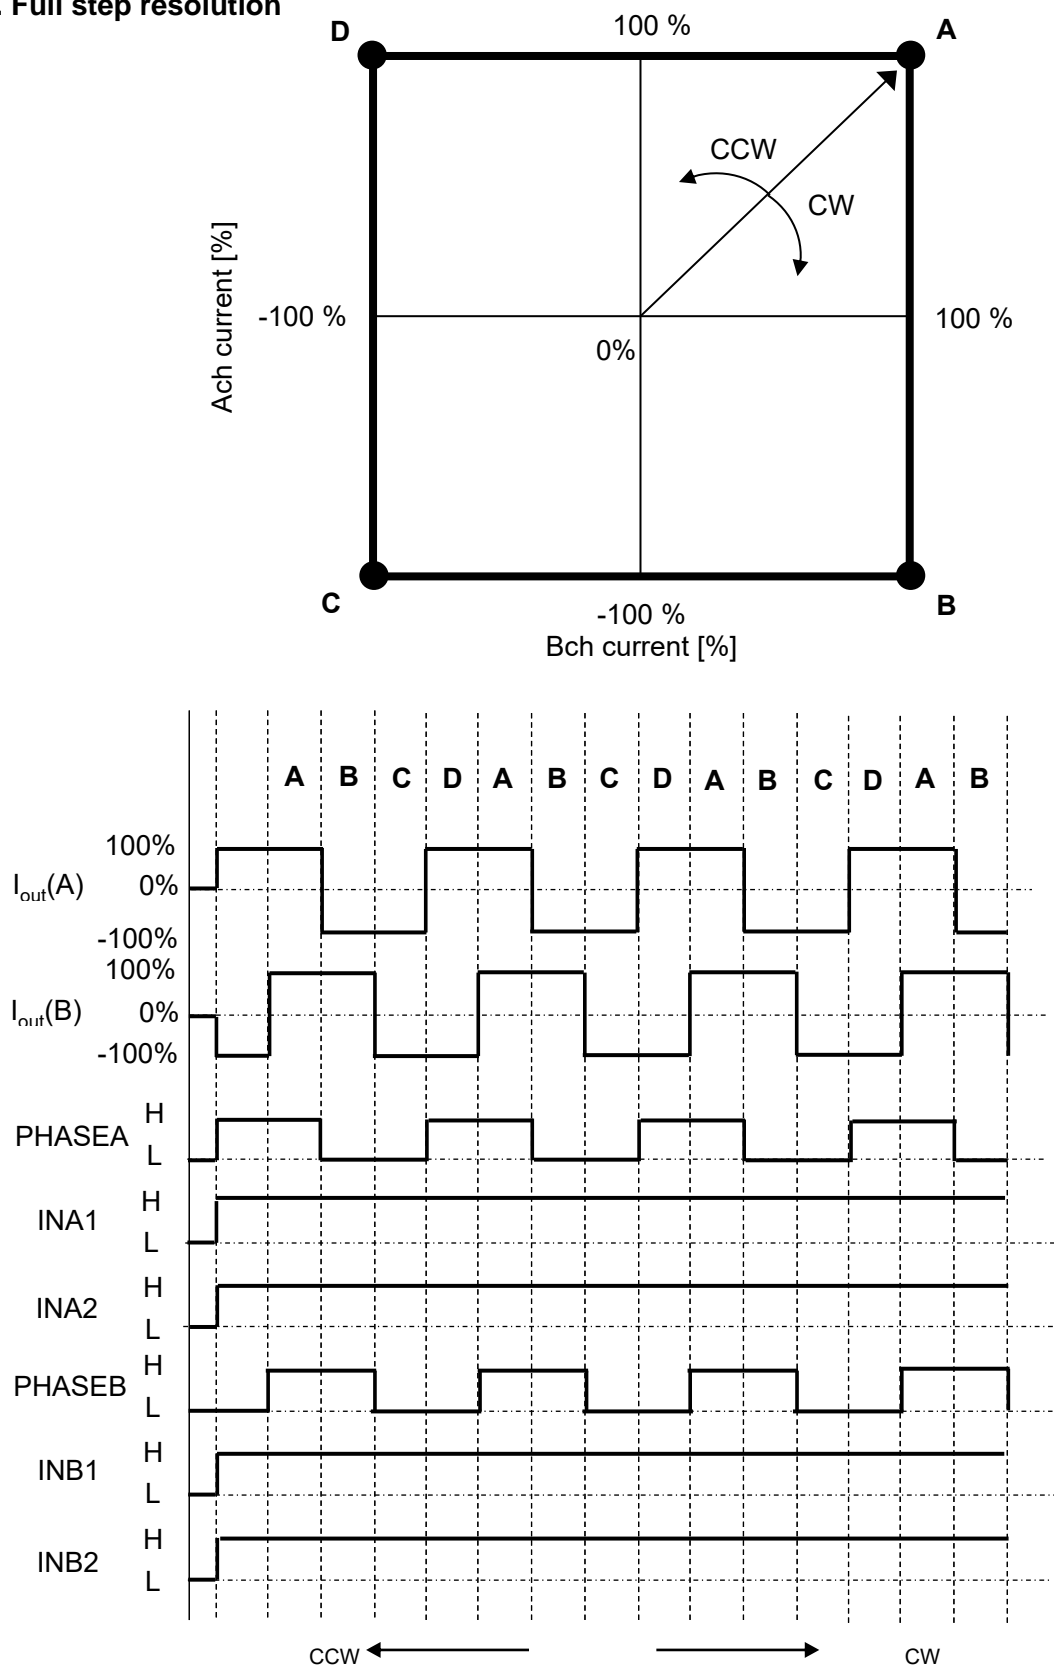 . Full step resolution
D
100 %
A
CCW
CW
Ach current [%]
-100 %
100 %
0%
C
B
-100 %
Bch current [%]
A B C D A B C D A B C D A B
100%
Iout(A)
0%
-100%
100%
Iout(B)
0%
-100%
H
PHASEA
L
H
INA1
L
H
INA2
L
H
PHASEB
L
H
INB1
L
H
INB2
L
CCW
CW